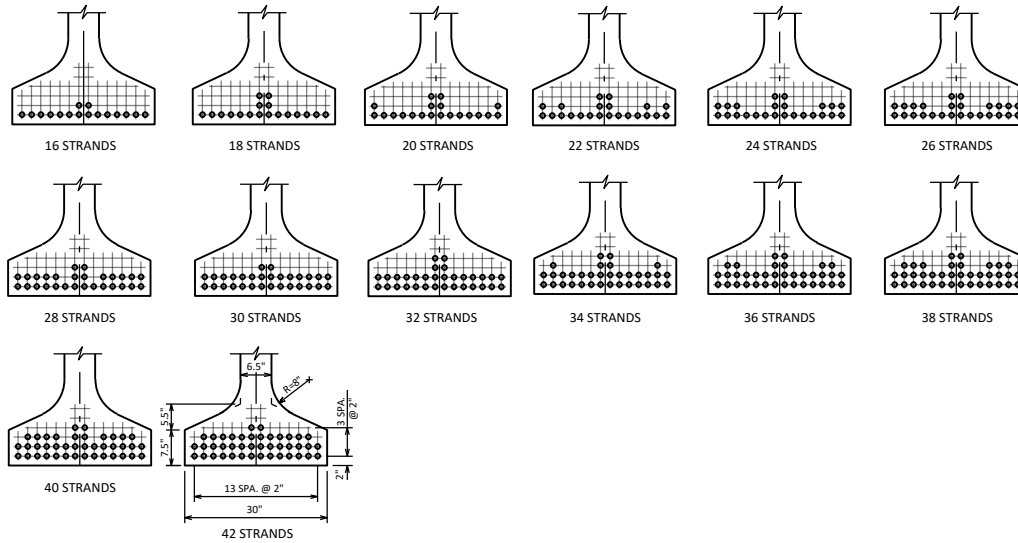 16 STRANDS
18 STRANDS
20 STRANDS
22 STRANDS
24 STRANDS
26 STRANDS
28 STRANDS
30 STRANDS
32 STRANDS
34 STRANDS
36 STRANDS
38 STRANDS
40 STRANDS
6.5"
R=8"
5.5"
7.5"
3 SPA.
@ 2"
2"
13 SPA. @ 2"
30"
42 STRANDS